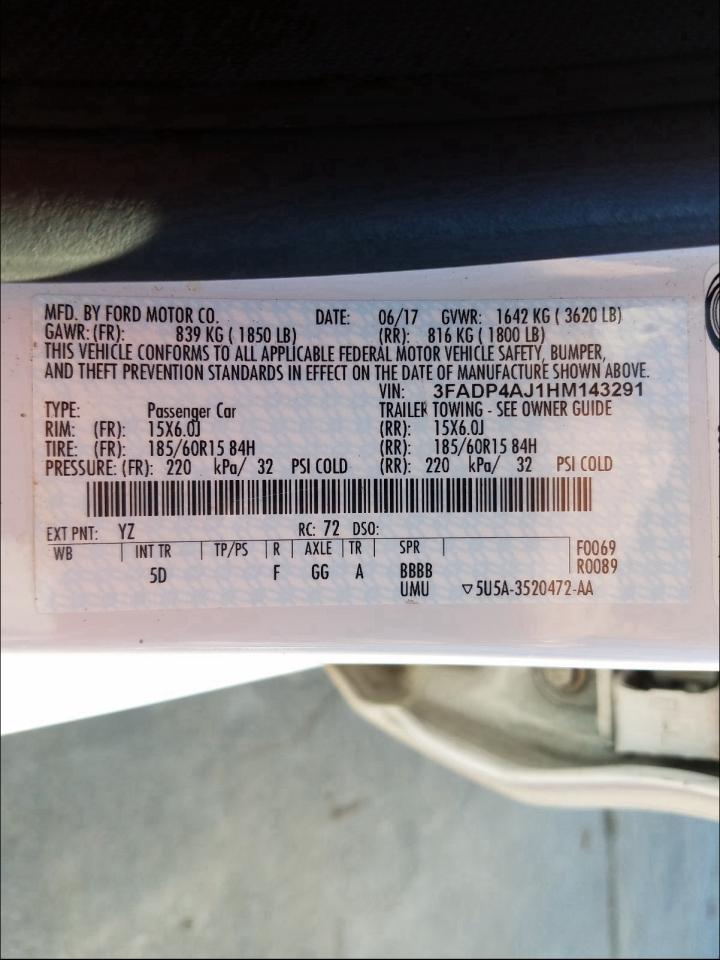 MFD. BY FORD MOTOR CO. DATE: 06/17 GVWR: 1642 KG ( 3620 LB)
GAWR: (FR): 839 KG ( 1850 LB) (RR): 816 KG ( 1800 LB)
THIS VEHICLE CONFORMS TO ALL APPLICABLE FEDERAL MOTOR VEHICLE SAFETY, BUMPER,
AND THEFT PREVENTION STANDARDS IN EFFECT ON THE DATE OF MANUFACTURE SHOWN ABOVE.
VIN: 3FADP4AJ1HM143291
TYPE: Passenger Car TRAILER TOWING - SEE OWNER GUIDE
RIM: (FR): 15X6.0J (RR): 15X6.0J
TIRE: (FR): 185/60R15 84H (RR): 185/60R15 84H
PRESSURE: (FR): 220 kPa/ 32 PSI COLD (RR): 220 kPa/ 32 PSI COLD
EXT PNT: YZ RC: 72 DSO:
WB INT TR TP/PS R AXLE TR SPR F0069
5D F GG A BBBB R0089
UMU ▽5U5A-3520472-AA